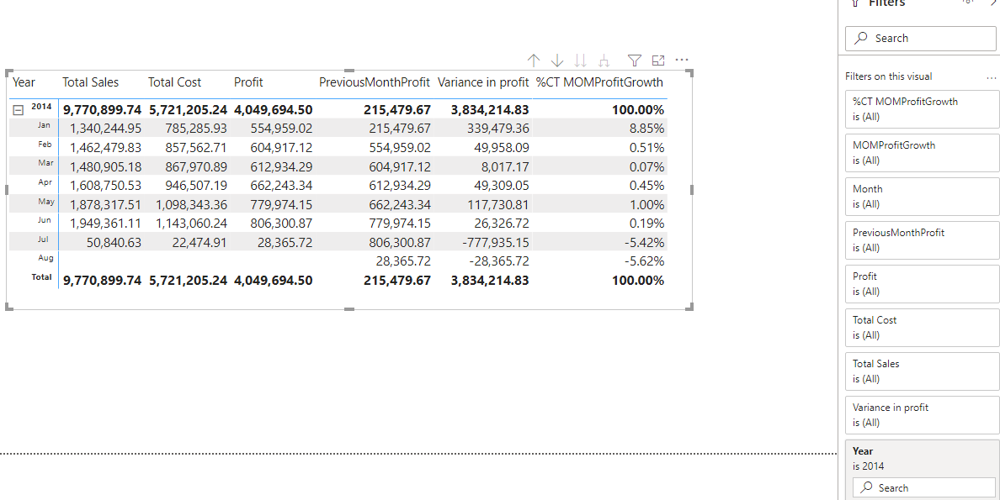 Filters
Search
Filters on this visual
Year Total Sales Total Cost Profit PreviousMonthProfit Variance in profit %CT MOMProfitGrowth
2014 9,770,899.74 5,721,205.24 4,049,694.50 215,479.67 3,834,214.83 100.00%
Jan 1,340,244.95 785,285.93 554,959.02 215,479.67 339,479.36 8.85%
Feb 1,462,479.83 857,562.71 604,917.12 554,959.02 49,958.09 0.51%
Mar 1,480,905.18 867,970.89 612,934.29 604,917.12 8,017.17 0.07%
Apr 1,608,750.53 946,507.19 662,243.34 612,934.29 49,309.05 0.45%
May 1,878,317.51 1,098,343.36 779,974.15 662,243.34 117,730.81 1.00%
Jun 1,949,361.11 1,143,060.24 806,300.87 779,974.15 26,326.72 0.19%
Jul 50,840.63 22,474.91 28,365.72 806,300.87 -777,935.15 -5.42%
Aug 28,365.72 -28,365.72 -5.62%
Total 9,770,899.74 5,721,205.24 4,049,694.50 215,479.67 3,834,214.83 100.00%
%CT MOMProfitGrowth
is (All)
MOMProfitGrowth
is (All)
Month
is (All)
PreviousMonthProfit
is (All)
Profit
is (All)
Total Cost
is (All)
Total Sales
is (All)
Variance in profit
is (All)
Year
is 2014
Search